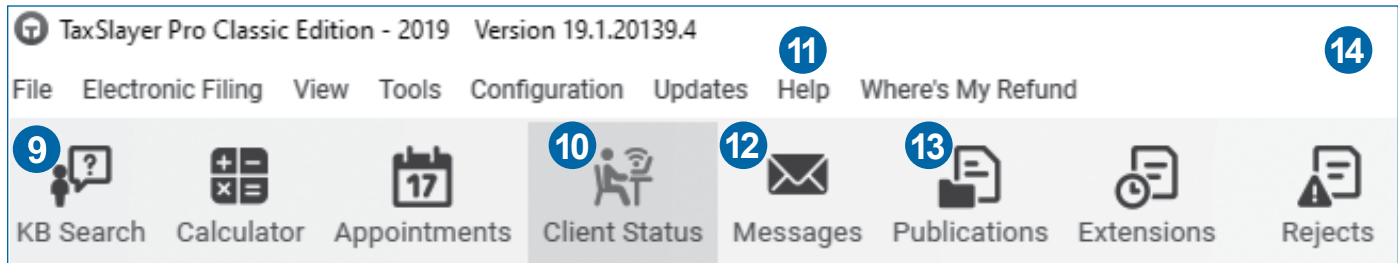 TaxSlayer Pro Classic Edition - 2019 Version 19.1.20139.4
11 14
File Electronic Filing View Tools Configuration Updates Help Where's My Refund
9 ? 17 10 12 13
KB Search Calculator Appointments Client Status Messages Publications Extensions Rejects